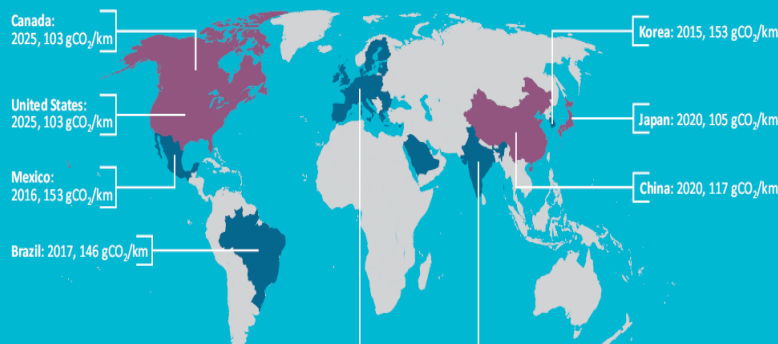 Canada:
2025, 103 gCO₂/km
United States:
2025, 103 gCO₂/km
Mexico:
2016, 153 gCO₂/km
Brazil: 2017, 146 gCO₂/km
Korea: 2015, 153 gCO₂/km
Japan: 2020, 105 gCO₂/km
China: 2020, 117 gCO₂/km